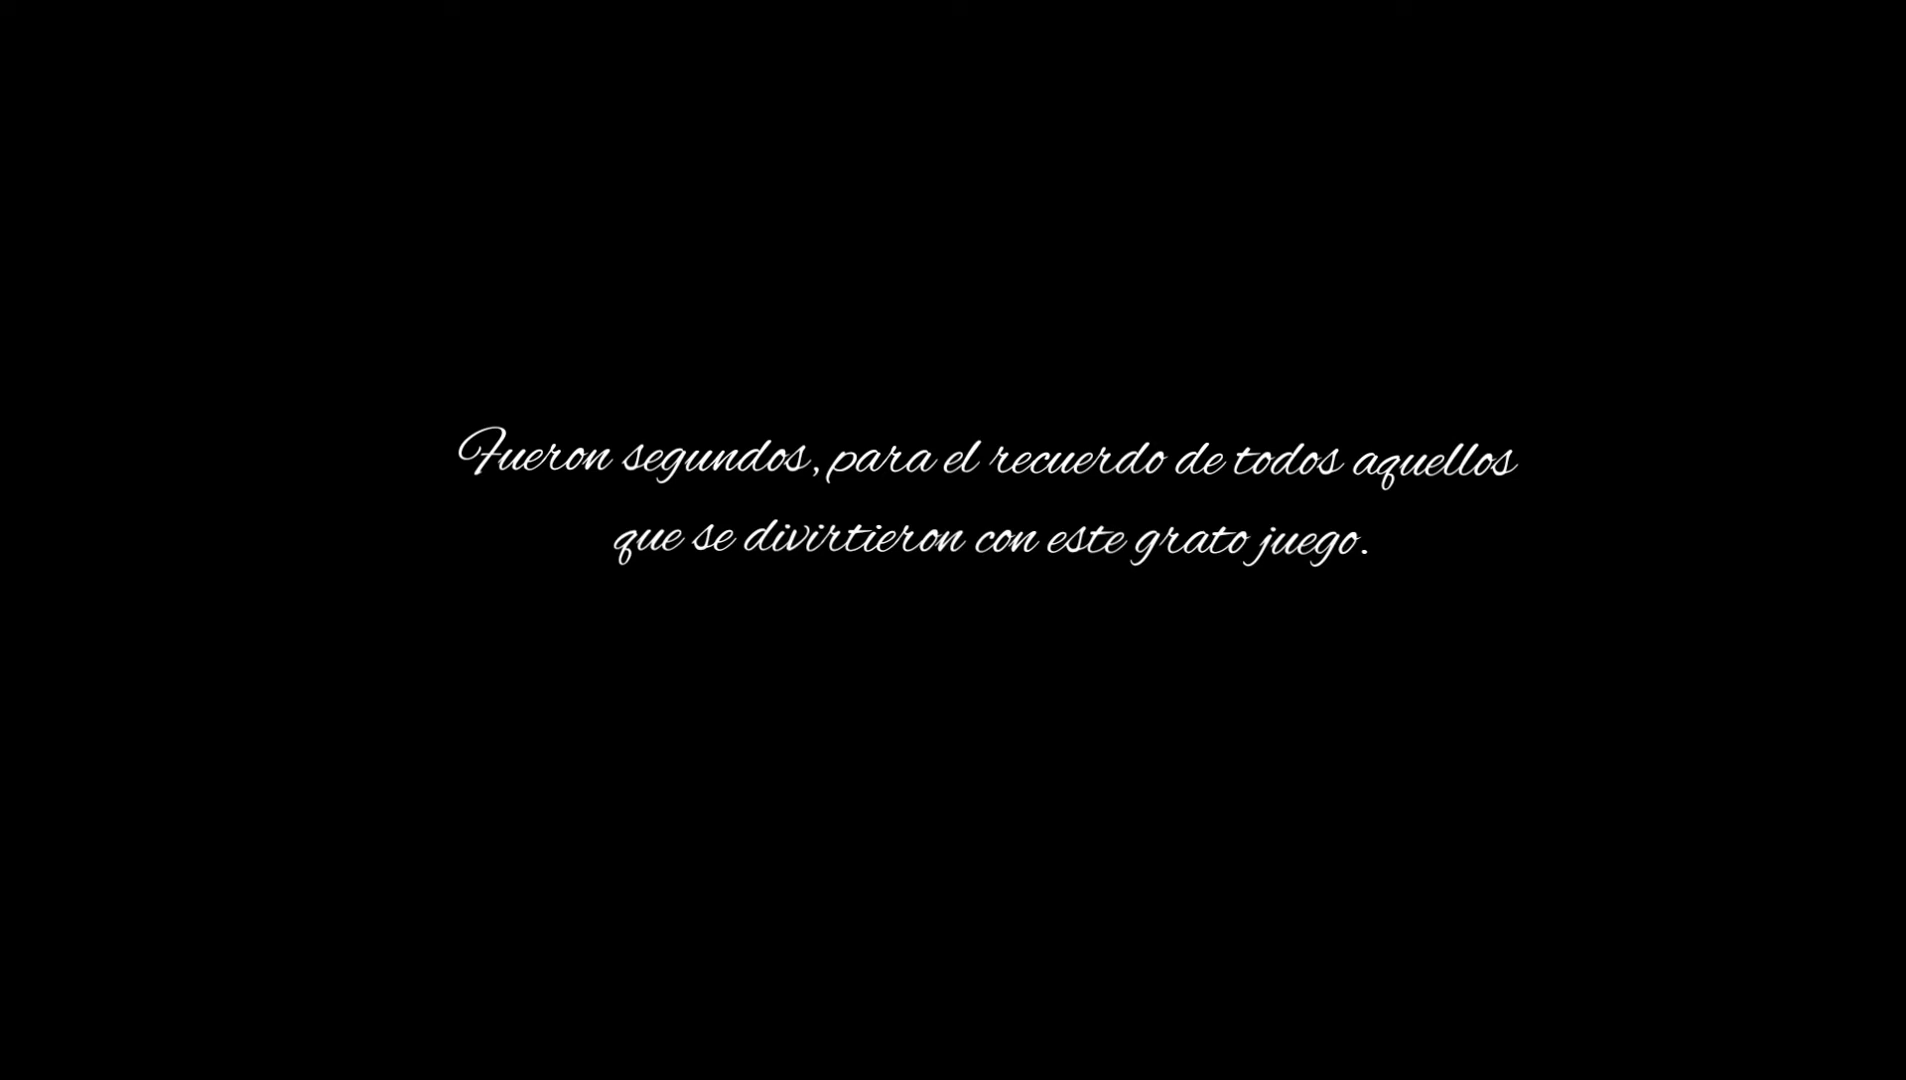 Fueron segundos, para el recuerdo de todos aquellos
que se divirtieron con este grato juego.